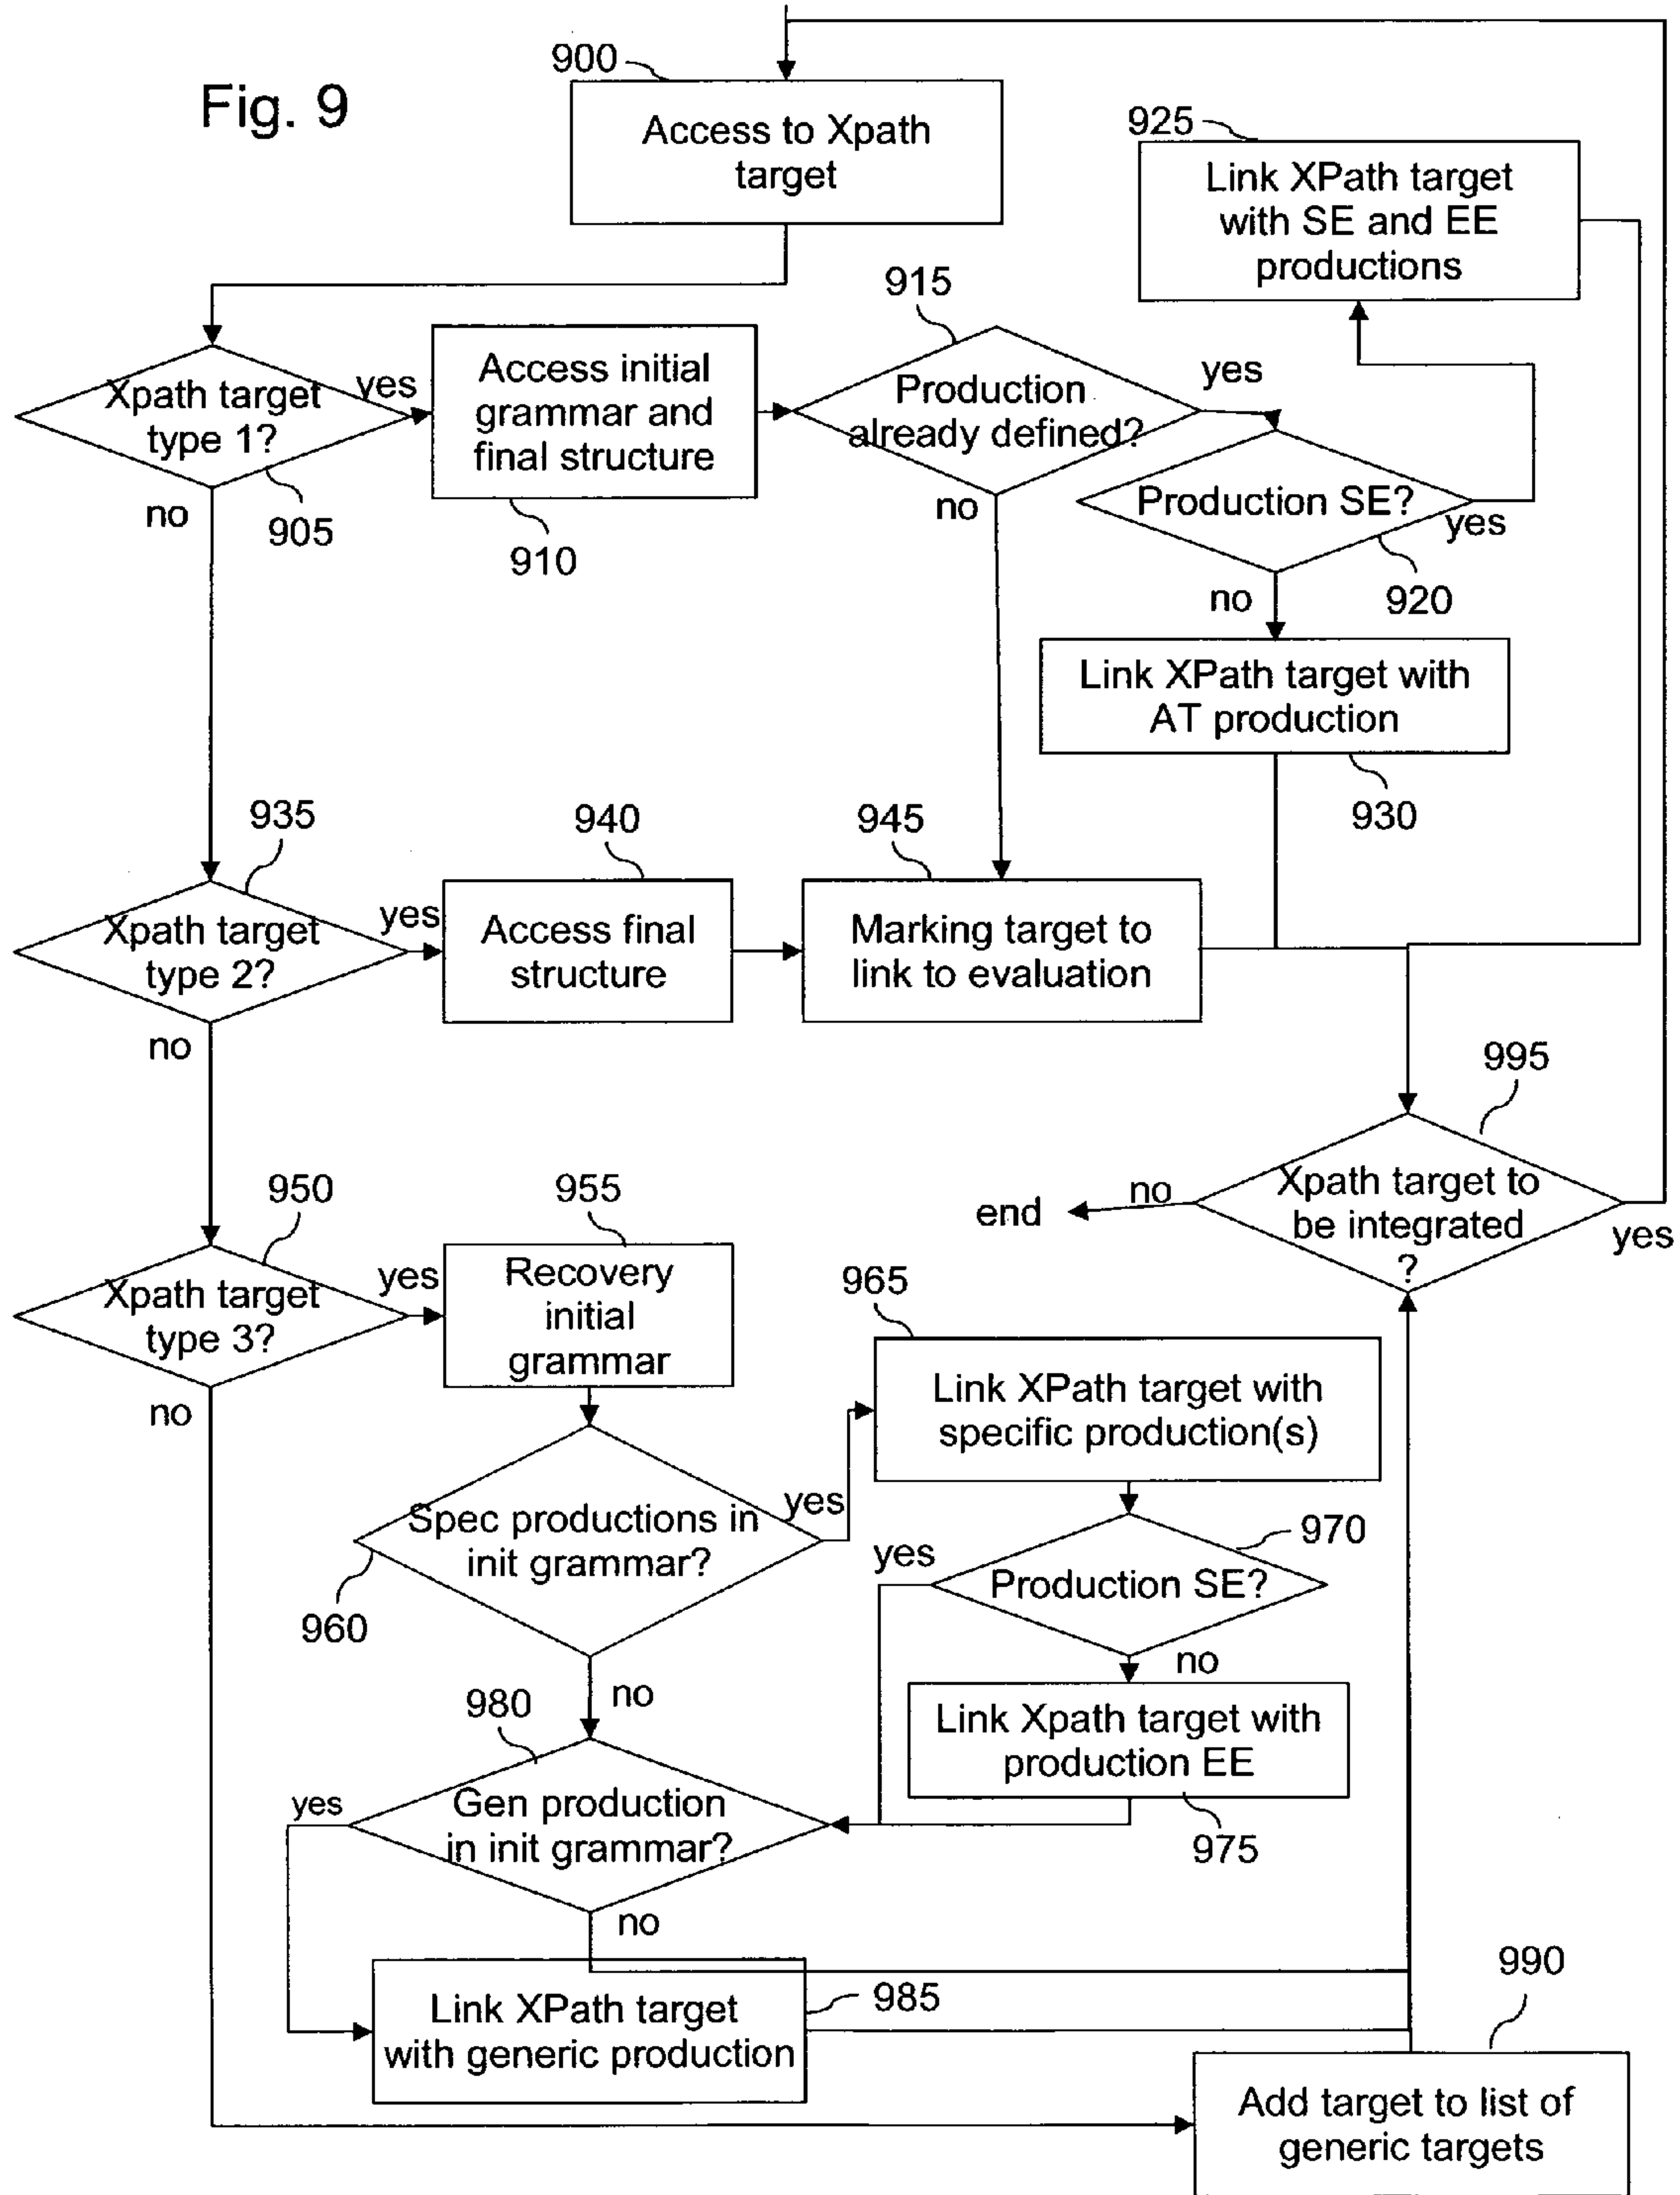 Fig. 9
900
Access to Xpath
target
925
Link XPath target
with SE and EE
productions
915
Xpath target
type 1?
yes
no
905
Access initial
grammar and
final structure
910
Production
already defined?
yes
no
Production SE?
yes
no
920
Link XPath target with
AT production
930
935
Xpath target
type 2?
yes
no
940
Access final
structure
945
Marking target to
link to evaluation
995
Xpath target to
be integrated
?
no
end
yes
950
Xpath target
type 3?
yes
no
955
Recovery
initial
grammar
965
Link XPath target with
specific production(s)
Spec productions in
init grammar?
yes
960
no
970
Production SE?
yes
no
Link Xpath target with
production EE
975
980
Gen production
in init grammar?
yes
no
Link XPath target
with generic production
985
990
Add target to list of
generic targets